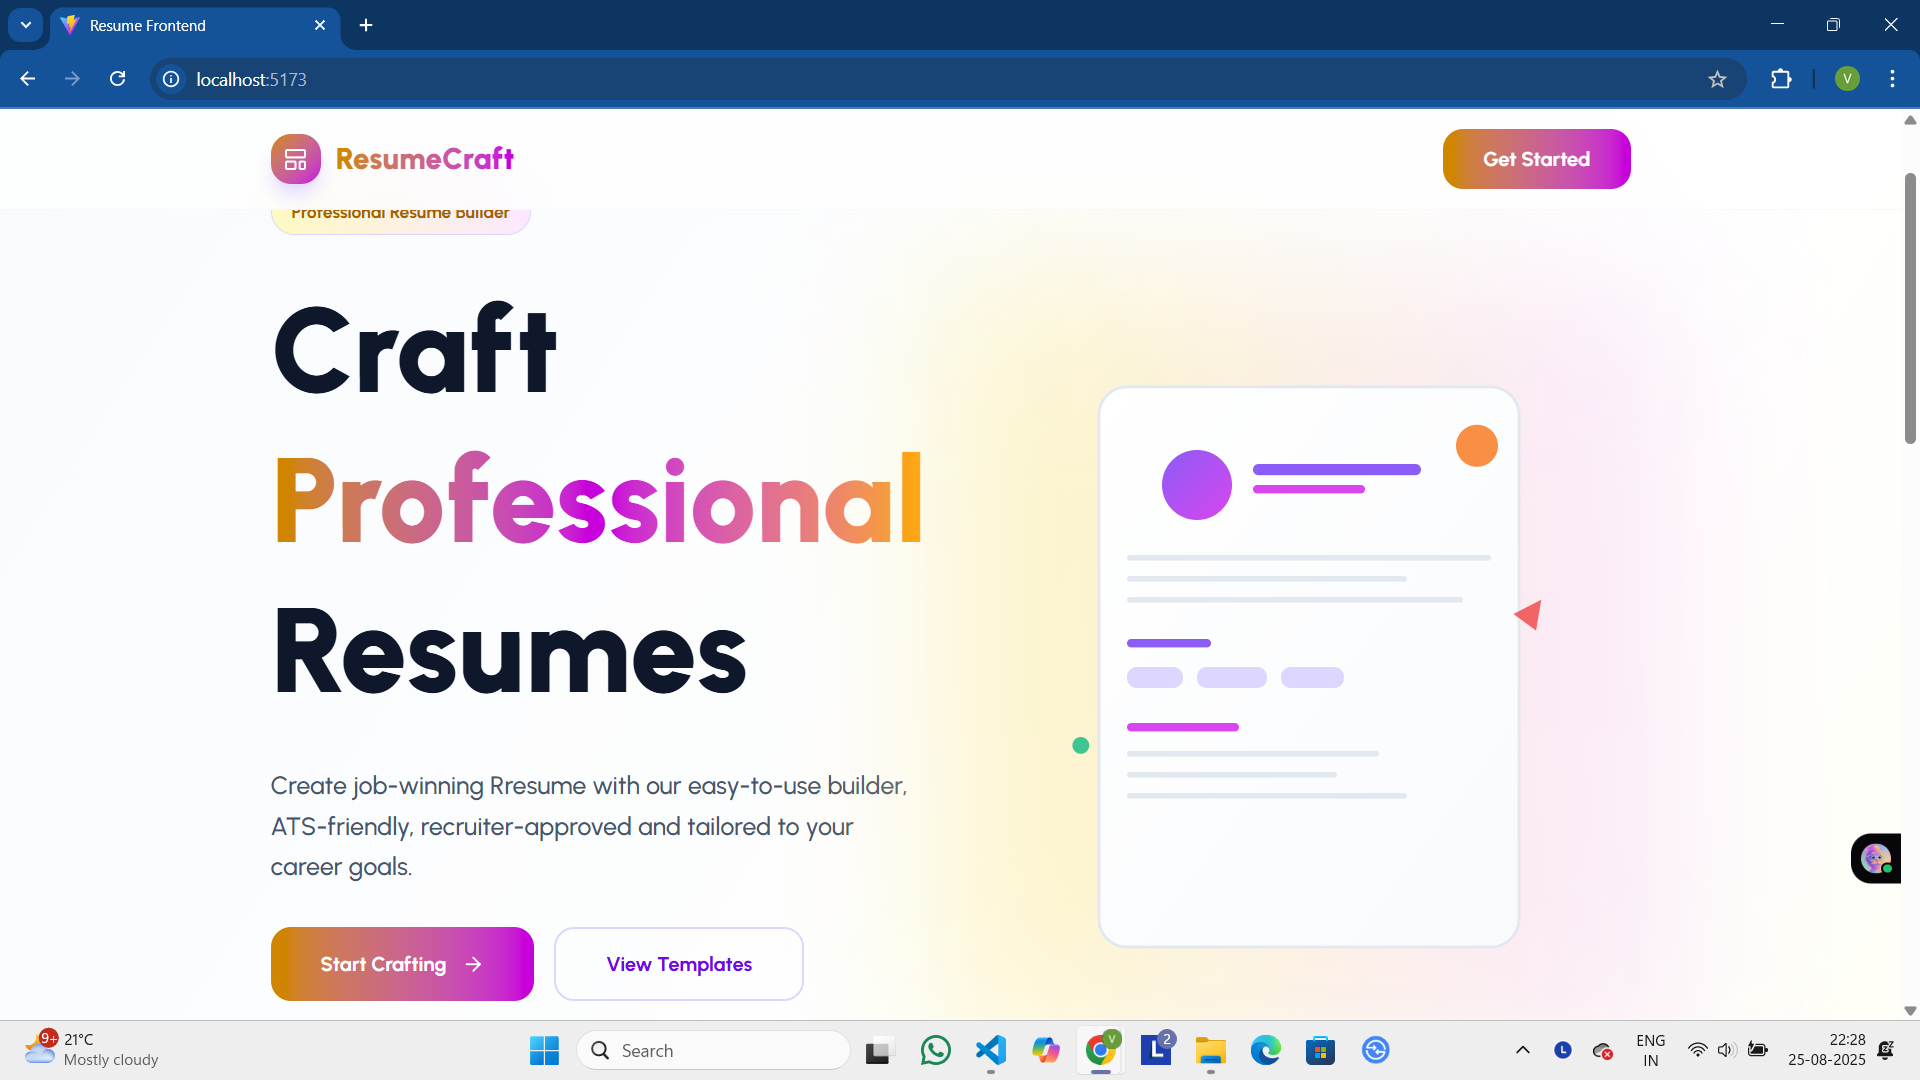 Resume Frontend
localhost:5173
V
ResumeCraft
Get Started
Professional Resume Builder
Craft
Professional
Resumes
Create job-winning Rresume with our easy-to-use builder,
ATS-friendly, recruiter-approved and tailored to your
career goals.
Start Crafting
View Templates
9+
21°C
Mostly cloudy
Search
V
L
2
L
ENG
IN
22:28
25-08-2025